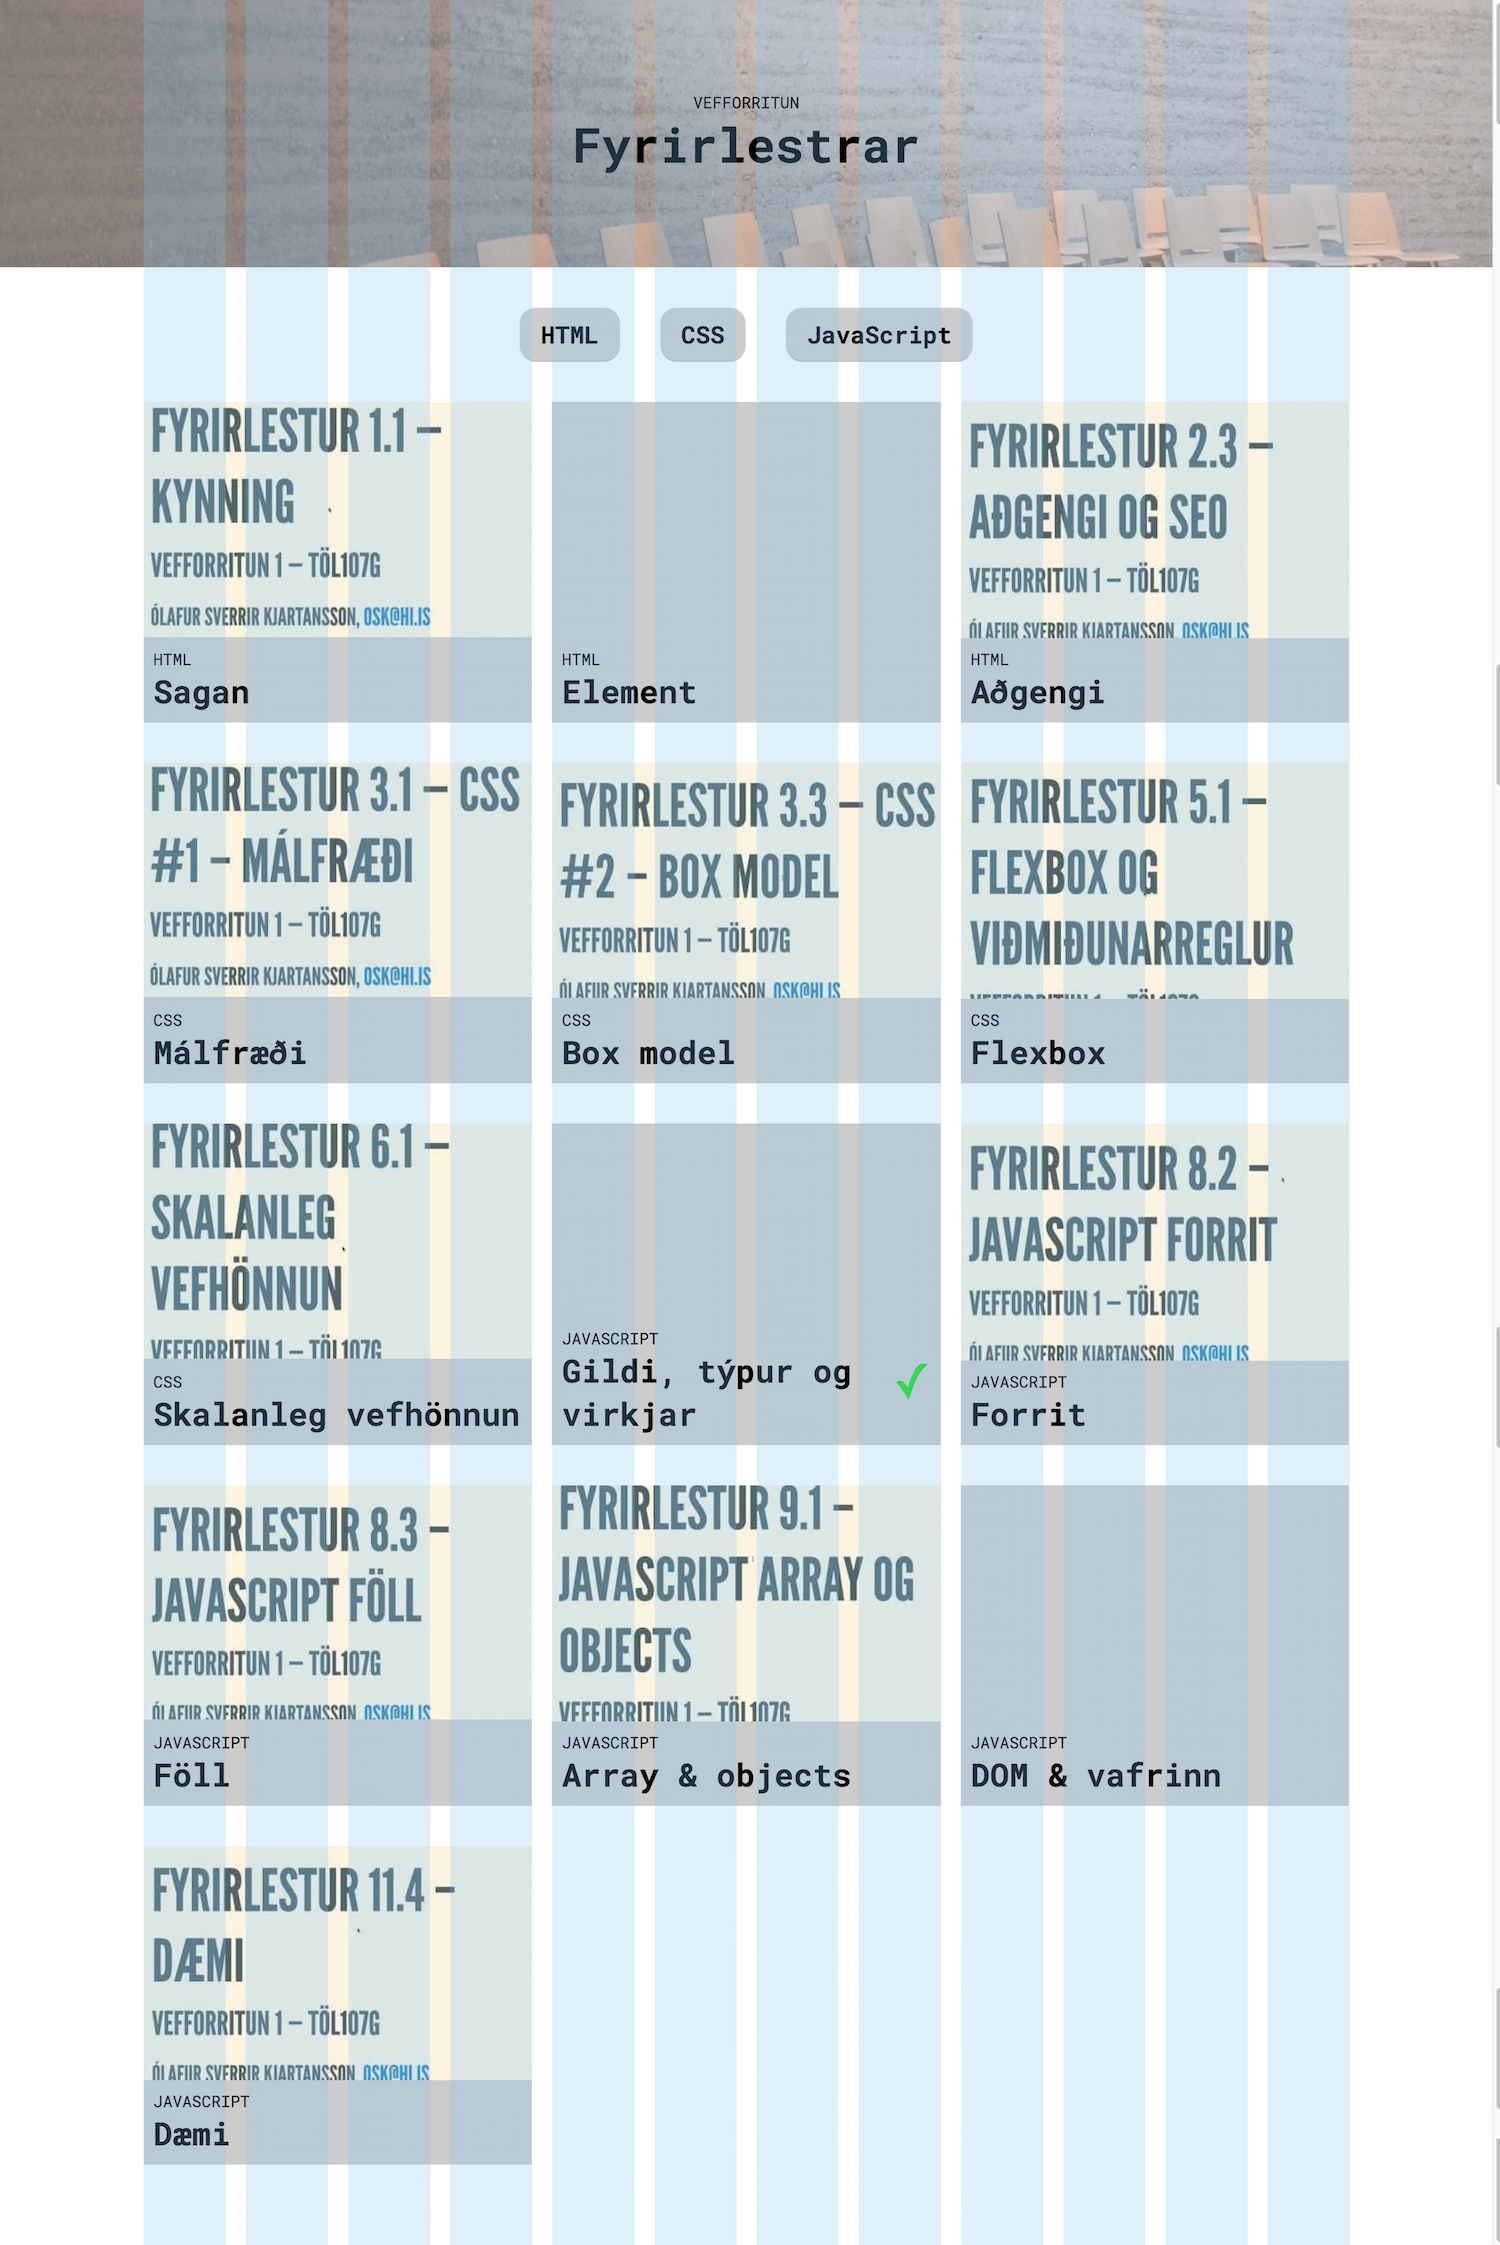 VEFFORRITUN
Fyrirlestrar
HTML
CSS
JavaScript
FYRIRLESTUR 1.1 –
KYNNING
VEFFORRITUN 1 – TÖL107G
ÓLAFUR SVERRIR KJARTANSSON, OSK@HI.IS
HTML
Sagan
HTML
Element
FYRIRLESTUR 2.3 –
AÐGENGI OG SEO
VEFFORRITUN 1 – TÖL107G
ÓLAFUR SVERRIR KJARTANSSON, OSK@HI.IS
HTML
Aðgengi
FYRIRLESTUR 3.1 – CSS
#1 – MÁLFRÆÐI
VEFFORRITUN 1 – TÖL107G
ÓLAFUR SVERRIR KJARTANSSON, OSK@HI.IS
CSS
Málfræði
FYRIRLESTUR 3.3 – CSS
#2 – BOX MODEL
VEFFORRITUN 1 – TÖL107G
ÓLAFUR SVERRIR KJARTANSSON, OSK@HI.IS
CSS
Box model
FYRIRLESTUR 5.1 –
FLEXBOX OG
VIÐMIÐUNARREGLUR
VEFFORRITUN 1 – TÖL107G
CSS
Flexbox
FYRIRLESTUR 6.1 –
SKALANLEG
VEFHÖNNUN
VEFFORRITUN 1 – TÖL107G
CSS
Skalanleg vefhönnun
JAVASCRIPT
Gildi, týpur og
virkjar
✓
FYRIRLESTUR 8.2 –
JAVASCRIPT FORRIT
VEFFORRITUN 1 – TÖL107G
ÓLAFUR SVERRIR KJARTANSSON, OSK@HI.IS
JAVASCRIPT
Forrit
FYRIRLESTUR 8.3 –
JAVASCRIPT FÖLL
VEFFORRITUN 1 – TÖL107G
ÓLAFUR SVERRIR KJARTANSSON, OSK@HI.IS
JAVASCRIPT
Föll
FYRIRLESTUR 9.1 –
JAVASCRIPT ARRAY OG
OBJECTS
VEFFORRITUN 1 – TÖL107G
JAVASCRIPT
Array & objects
JAVASCRIPT
DOM & vafrinn
FYRIRLESTUR 11.4 –
DÆMI
VEFFORRITUN 1 – TÖL107G
ÓLAFUR SVERRIR KJARTANSSON, OSK@HI.IS
JAVASCRIPT
Dæmi